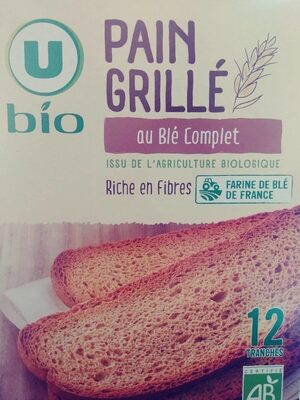 U
bio
PAIN
GRILLÉ
au Blé Complet
ISSU DE L'AGRICULTURE BIOLOGIQUE
Riche en Fibres
FARINE DE BLÉ
DE FRANCE
12
TRANCHES
CERTIFIÉ
AB